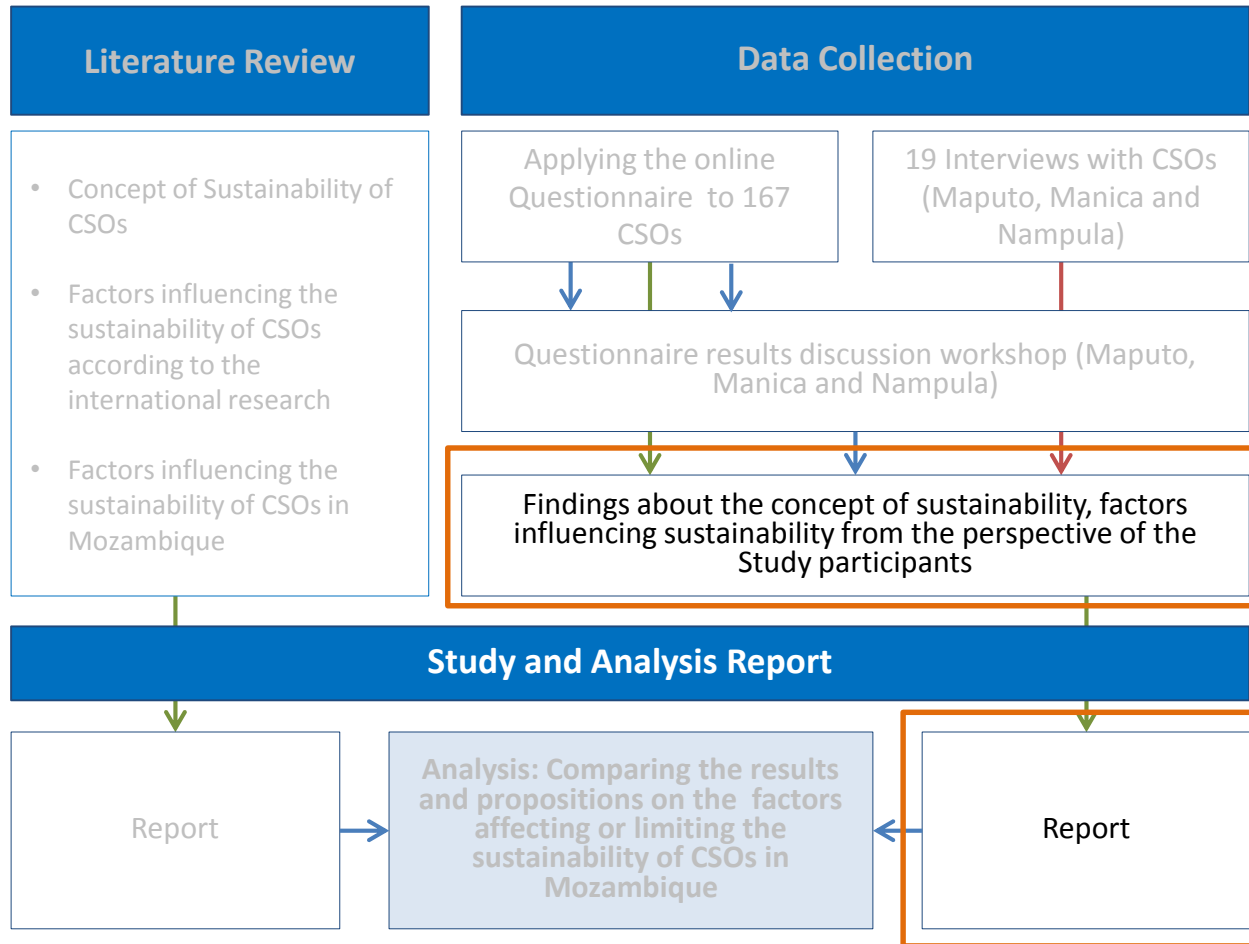 Literature Review
Data Collection
• Concept of Sustainability of
CSOs
• Factors influencing the
sustainability of CSOs
according to the
international research
• Factors influencing the
sustainability of CSOs in
Mozambique
Applying the online
Questionnaire to 167
CSOs
19 Interviews with CSOs
(Maputo, Manica and
Nampula)
Questionnaire results discussion workshop (Maputo,
Manica and Nampula)
Findings about the concept of sustainability, factors
influencing sustainability from the perspective of the
Study participants
Study and Analysis Report
Report
Analysis: Comparing the results
and propositions on the factors
affecting or limiting the
sustainability of CSOs in
Mozambique
Report